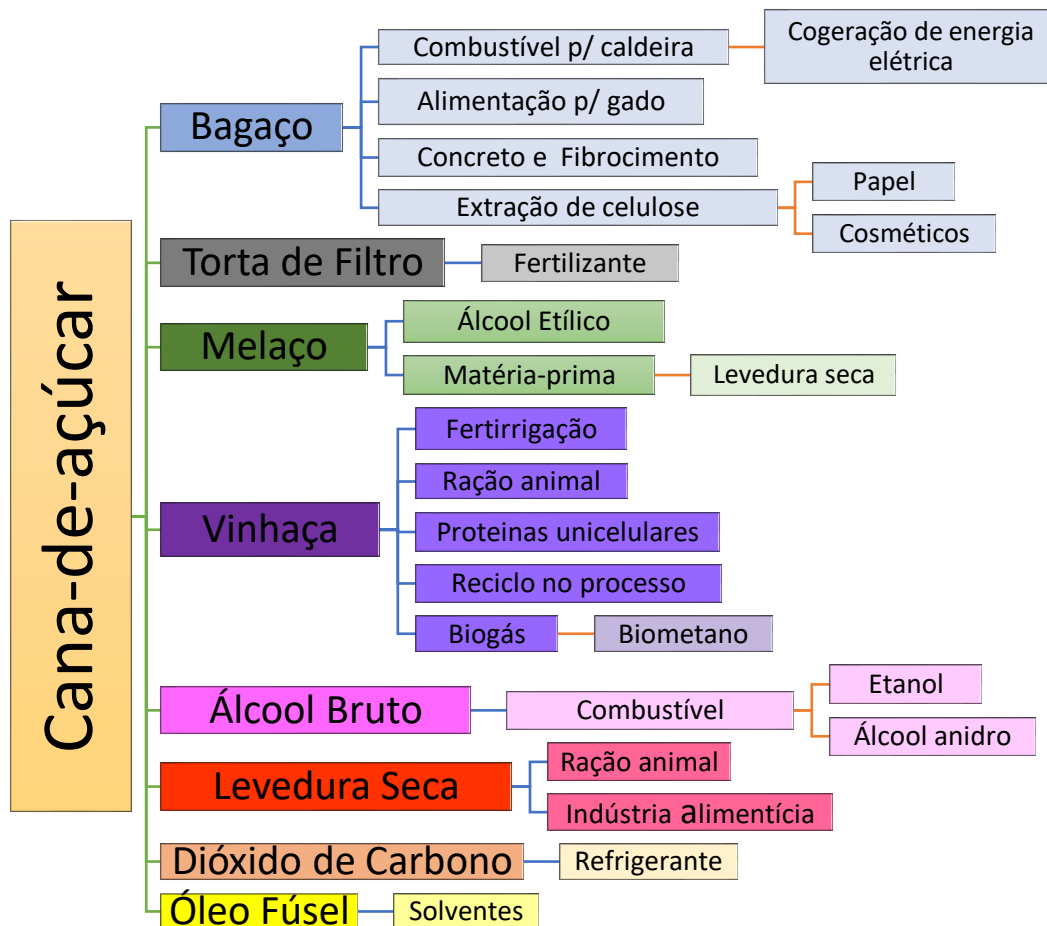 Cana-de-açúcar
Bagaço
Combustível p/ caldeira
Cogeração de energia
elétrica
Alimentação p/ gado
Concreto e Fibrocimento
Extração de celulose
Papel
Cosméticos
Torta de Filtro
Fertilizante
Melaço
Álcool Etílico
Matéria-prima
Levedura seca
Vinhaça
Fertirrigação
Ração animal
Proteinas unicelulares
Reciclo no processo
Biogás
Biometano
Álcool Bruto
Combustível
Etanol
Álcool anidro
Levedura Seca
Ração animal
Indústria alimentícia
Dióxido de Carbono
Refrigerante
Óleo Fúsel
Solventes